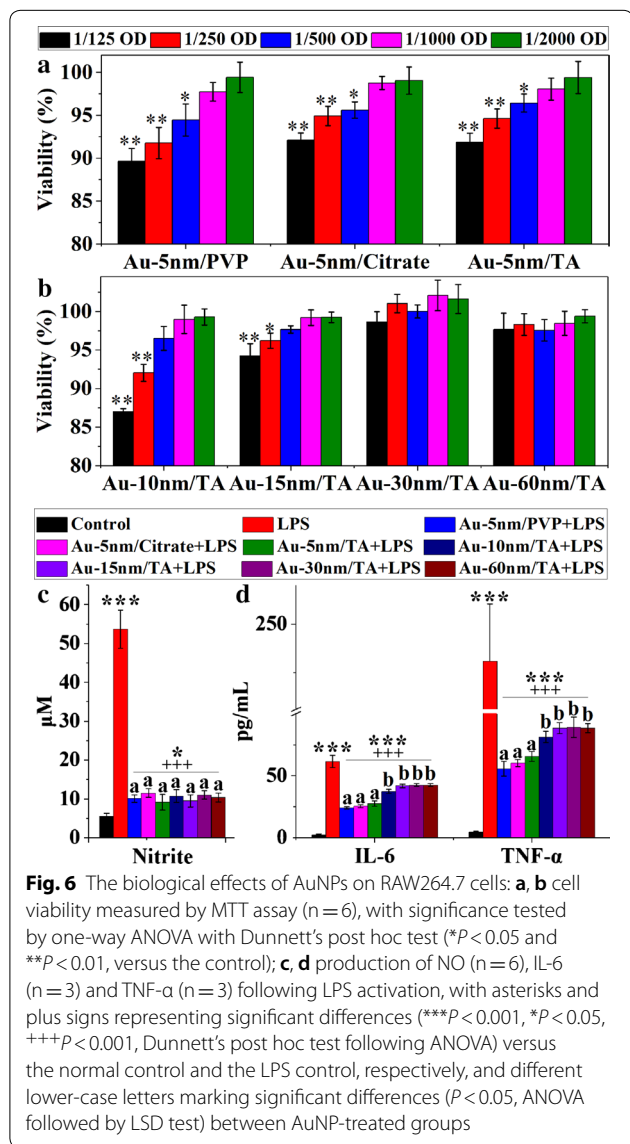 1/125 OD 1/250 OD 1/500 OD 1/1000 OD 1/2000 OD
a
Viability (%)
100
95
90
85
80
** ** *
** ** *
** ** *
Au-5nm/PVP Au-5nm/Citrate Au-5nm/TA
b
Viability (%)
100
95
90
85
80
** **
** *
Au-10nm/TA Au-15nm/TA Au-30nm/TA Au-60nm/TA
Control LPS Au-5nm/PVP+LPS
Au-5nm/Citrate+LPS Au-5nm/TA+LPS Au-10nm/TA+LPS
Au-15nm/TA+LPS Au-30nm/TA+LPS Au-60nm/TA+LPS
c
μM
60
50
40
30
20
10
0
***
*
+++
a a a a a a a
Nitrite
d
pg/mL
250
50
0
***
***
+++
a a a b b b b
IL-6
***
***
+++
a a a b b b b
TNF-α
Fig. 6 The biological effects of AuNPs on RAW264.7 cells: a, b cell
viability measured by MTT assay (n = 6), with significance tested
by one-way ANOVA with Dunnett's post hoc test (*P < 0.05 and
**P < 0.01, versus the control); c, d production of NO (n = 6), IL-6
(n = 3) and TNF-α (n = 3) following LPS activation, with asterisks and
plus signs representing significant differences (***P < 0.001, *P < 0.05,
+++P < 0.001, Dunnett's post hoc test following ANOVA) versus
the normal control and the LPS control, respectively, and different
lower-case letters marking significant differences (P < 0.05, ANOVA
followed by LSD test) between AuNP-treated groups